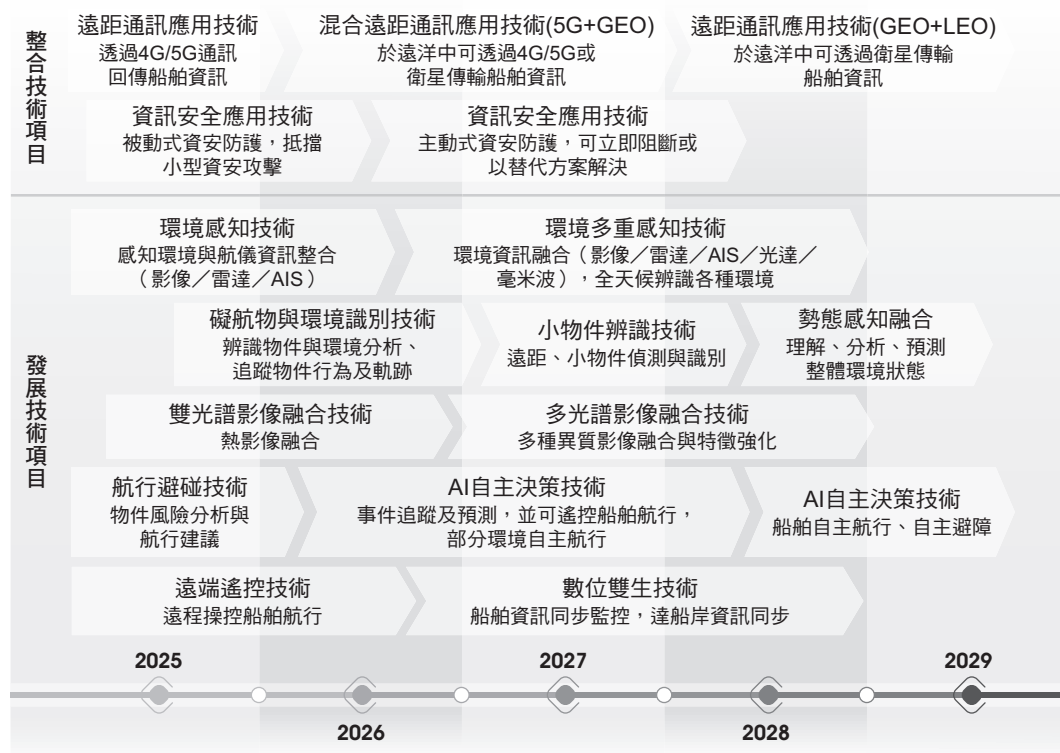 整合技術項目
遠距通訊應用技術
透過4G/5G通訊
回傳船舶資訊
混合遠距通訊應用技術(5G+GEO)
於遠洋中可透過4G/5G或
衛星傳輸船舶資訊
遠距通訊應用技術(GEO+LEO)
於遠洋中可透過衛星傳輸
船舶資訊
資訊安全應用技術
被動式資安防護，抵擋
小型資安攻擊
資訊安全應用技術
主動式資安防護，可立即阻斷或
以替代方案解決
發展技術項目
環境感知技術
感知環境與航儀資訊整合
（影像／雷達／AIS）
環境多重感知技術
環境資訊融合（影像／雷達／AIS／光達／
毫米波），全天候辨識各種環境
礙航物與環境識別技術
辨識物件與環境分析、
追蹤物件行為及軌跡
小物件辨識技術
遠距、小物件偵測與識別
勢態感知融合
理解、分析、預測
整體環境狀態
雙光譜影像融合技術
熱影像融合
多光譜影像融合技術
多種異質影像融合與特徵強化
航行避碰技術
物件風險分析與
航行建議
AI自主決策技術
事件追蹤及預測，並可遙控船舶航行，
部分環境自主航行
AI自主決策技術
船舶自主航行、自主避障
遠端遙控技術
遠程操控船舶航行
數位雙生技術
船舶資訊同步監控，達船岸資訊同步
2025
2026
2027
2028
2029